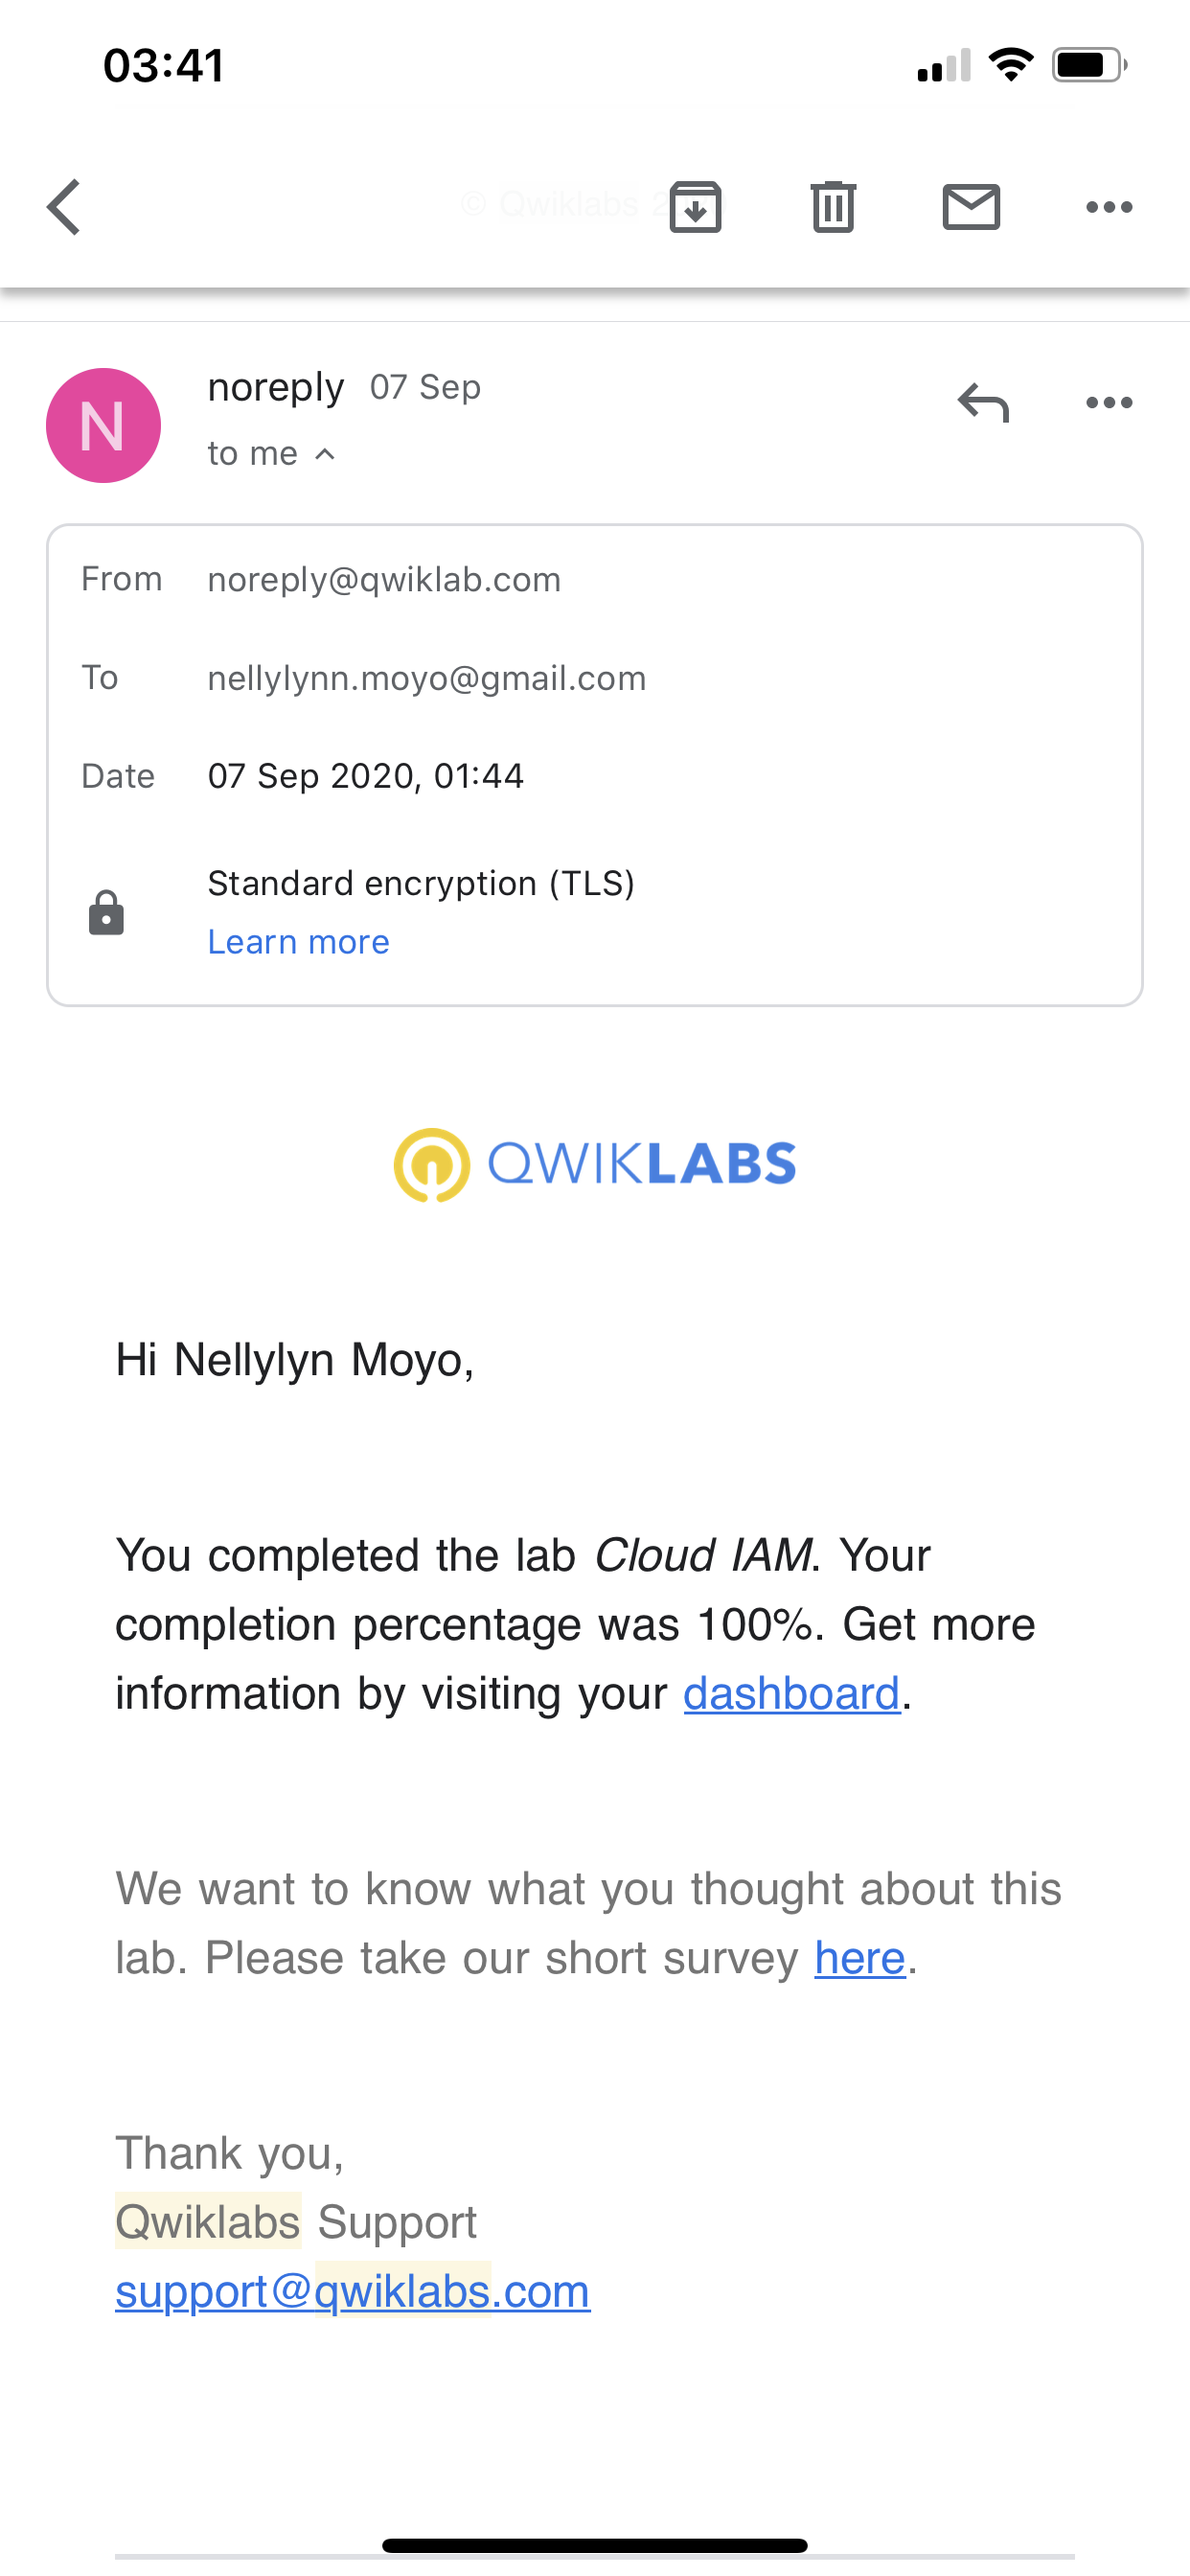 03:41
© Qwiklabs 2
noreply 07 Sep
to me
N
From noreply@qwiklab.com
To nellylynn.moyo@gmail.com
Date 07 Sep 2020, 01:44
Standard encryption (TLS)
Learn more
QWIKLABS
Hi Nellylyn Moyo,
You completed the lab Cloud IAM. Your
completion percentage was 100%. Get more
information by visiting your dashboard.
We want to know what you thought about this
lab. Please take our short survey here.
Thank you,
Qwiklabs Support
support@qwiklabs.com